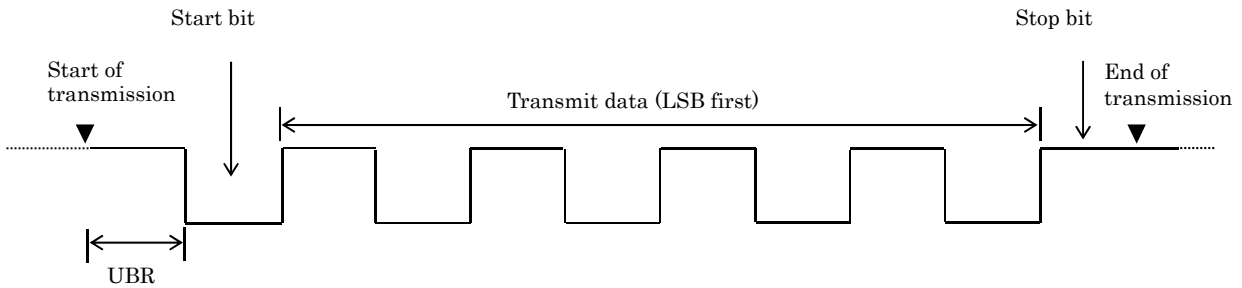 Start bit
Stop bit
Start of
transmission
End of
transmission
Transmit data (LSB first)
UBR